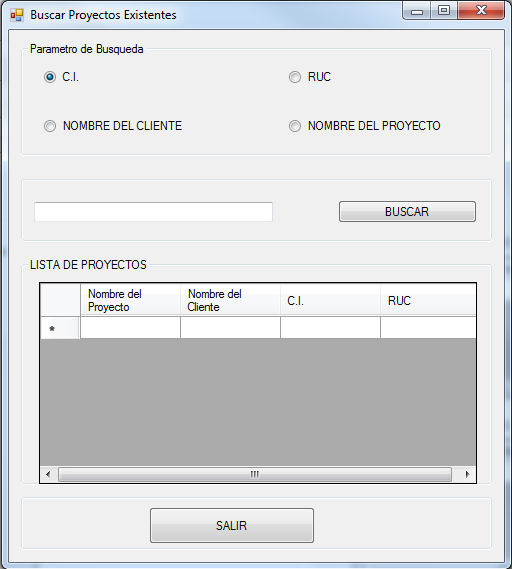 Buscar Proyectos Existentes
Parametro de Busqueda
C.I.
RUC
NOMBRE DEL CLIENTE
NOMBRE DEL PROYECTO
BUSCAR
LISTA DE PROYECTOS
Nombre del Proyecto
Nombre del Cliente
C.I.
RUC
*
SALIR